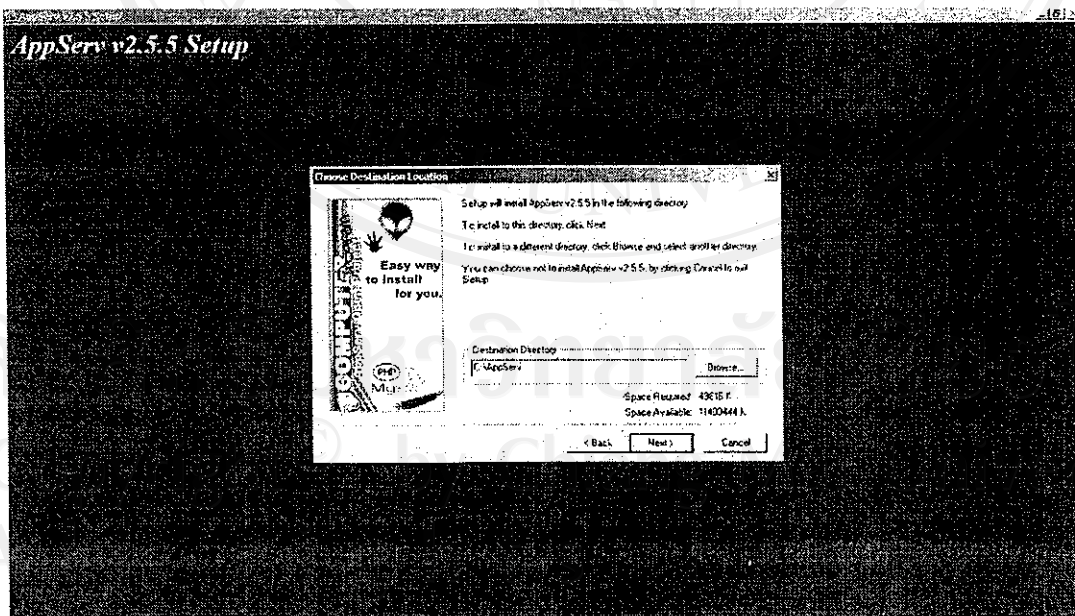 AppServ v2.5.5 Setup
Choose Destination Location
Setup will install AppServ v2.5.5 in the following directory.
To install to this directory, click Next
To install to a different directory, click Browse and select another directory.
You can choose not to install AppServ v2.5.5, by clicking Cancel to exit
Setup
COMPUTER
Easy way
to Install
for you.
PHP
Destination Directory
C:\AppServ
Browse...
Space Required:
Space Available:
< Back
Next >
Cancel